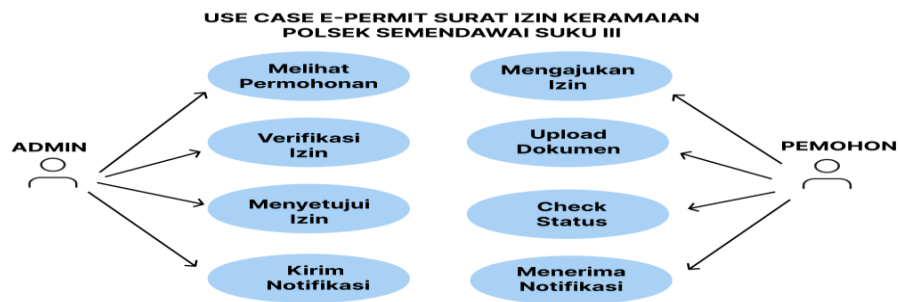 USE CASE E-PERMIT SURAT IZIN KERAMAIAN
POLSEK SEMENDAWAI SUKU III
ADMIN
Melihat
Permohonan
Verifikasi
Izin
Menyetujui
Izin
Kirim
Notifikasi
Mengajukan
Izin
Upload
Dokumen
Check
Status
Menerima
Notifikasi
PEMOHON